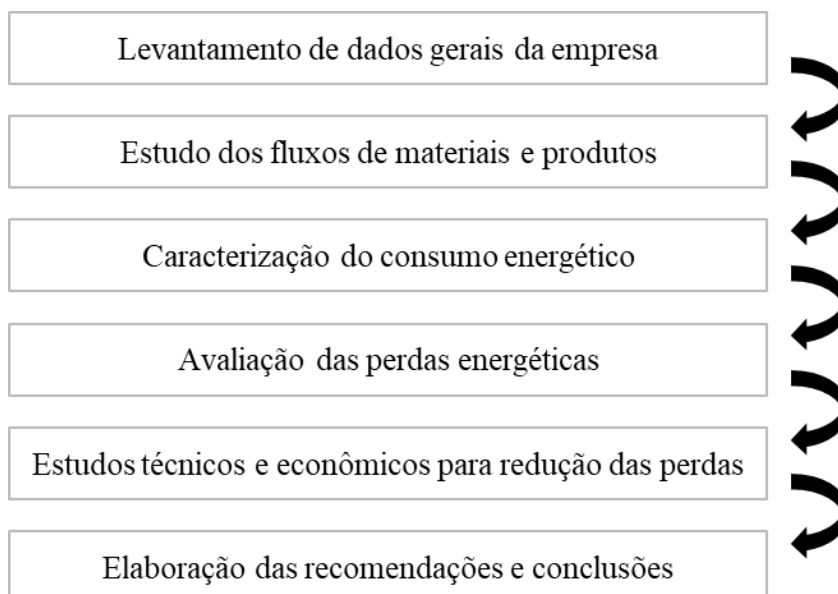 Levantamento de dados gerais da empresa
Estudo dos fluxos de materiais e produtos
Caracterização do consumo energético
Avaliação das perdas energéticas
Estudos técnicos e econômicos para redução das perdas
Elaboração das recomendações e conclusões